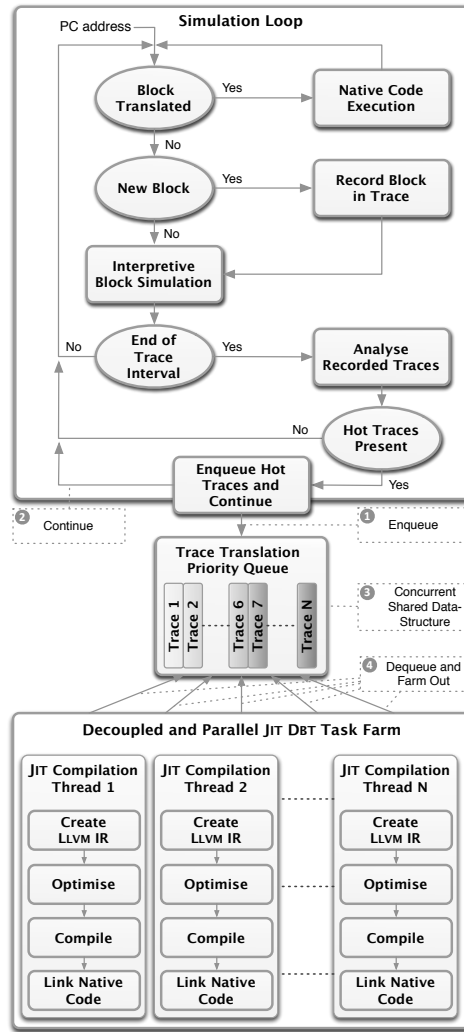 Simulation Loop
PC address
Block
Translated
Yes
Native Code
Execution
No
New Block
Yes
Record Block
in Trace
No
Interpretive
Block Simulation
No
End of
Trace
Interval
Yes
Analyse
Recorded Traces
No
Hot Traces
Present
Yes
Enqueue Hot
Traces and
Continue
2 Continue
1 Enqueue
Trace Translation
Priority Queue
Trace 1
Trace 2
Trace 6
Trace 7
Trace N
3 Concurrent
Shared Data-
Structure
4 Dequeue and
Farm Out
Decoupled and Parallel JIT DBT Task Farm
JIT Compilation
Thread 1
Create
LLVM IR
Optimise
Compile
Link Native
Code
JIT Compilation
Thread 2
Create
LLVM IR
Optimise
Compile
Link Native
Code
JIT Compilation
Thread N
Create
LLVM IR
Optimise
Compile
Link Native
Code